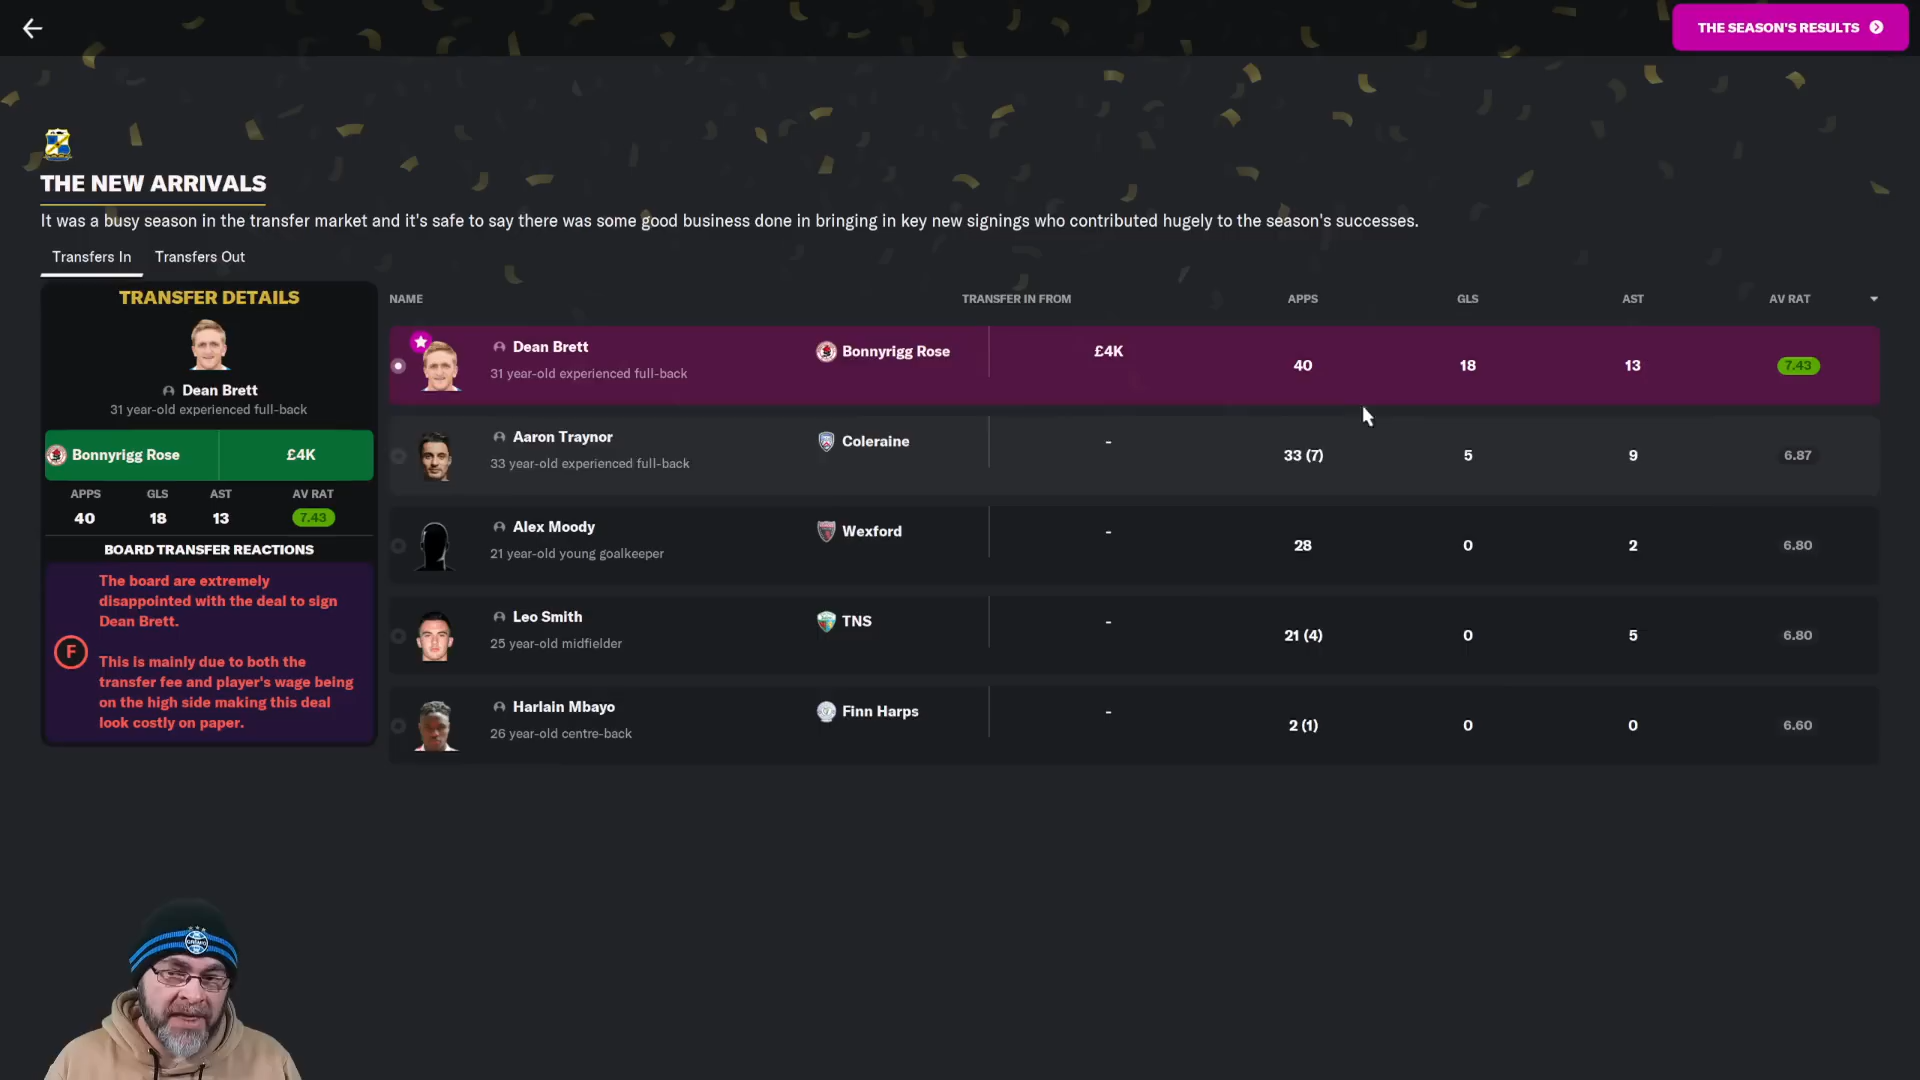 THE SEASON'S RESULTS
THE NEW ARRIVALS
It was a busy season in the transfer market and it's safe to say there was some good business done in bringing in key new signings who contributed hugely to the season's successes.
Transfers In Transfers Out
TRANSFER DETAILS
Dean Brett
31 year-old experienced full-back
Bonnyrigg Rose £4K
APPS GLS AST AV RAT
40 18 13 7.43
BOARD TRANSFER REACTIONS
The board are extremely
disappointed with the deal to sign
Dean Brett.
F
This is mainly due to both the
transfer fee and player's wage being
on the high side making this deal
look costly on paper.
NAME TRANSFER IN FROM APPS GLS AST AV RAT
Dean Brett Bonnyrigg Rose £4K 40 18 13 7.43
31 year-old experienced full-back
Aaron Traynor Coleraine - 33 (7) 5 9 6.87
33 year-old experienced full-back
Alex Moody Wexford - 28 0 2 6.80
21 year-old young goalkeeper
Leo Smith TNS - 21 (4) 0 5 6.80
25 year-old midfielder
Harlain Mbayo Finn Harps - 2 (1) 0 0 6.60
26 year-old centre-back